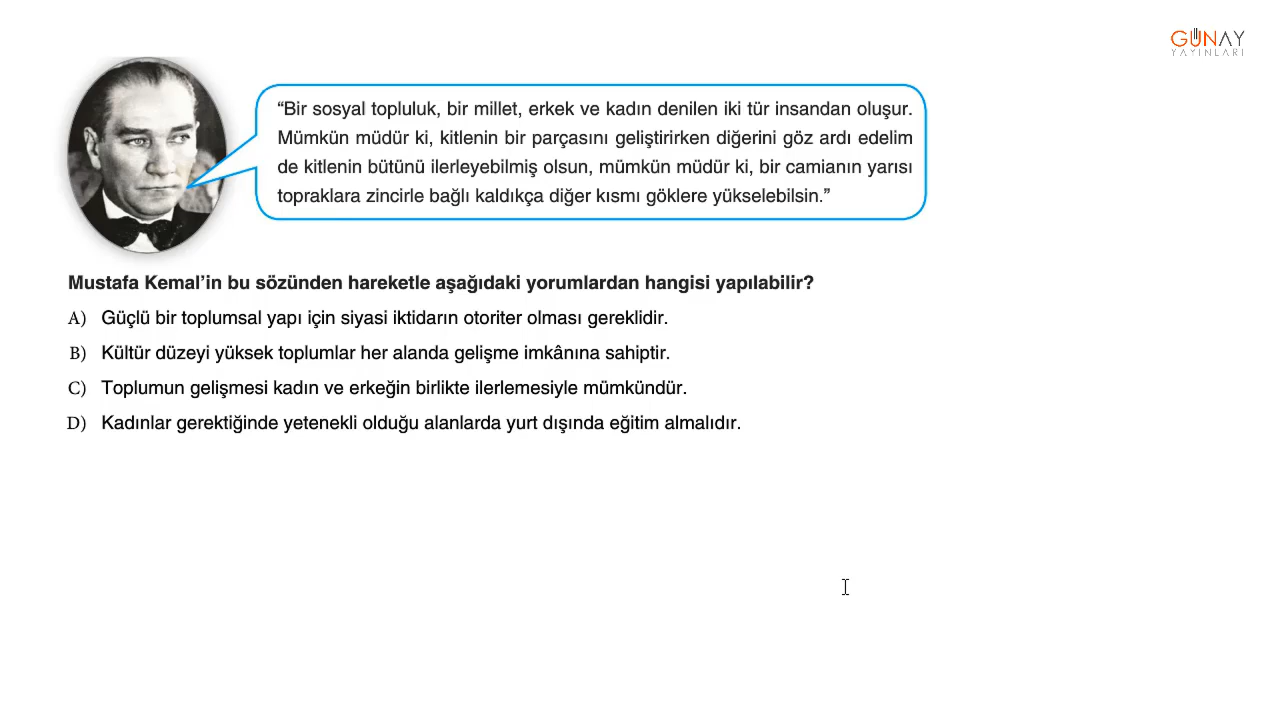 GÜNAY
YAYINLARI
“Bir sosyal topluluk, bir millet, erkek ve kadın denilen iki tür insandan oluşur.
Mümkün müdür ki, kitlenin bir parçasını geliştirirken diğerini göz ardı edelim
de kitlenin bütünü ilerleyebilmiş olsun, mümkün müdür ki, bir camianın yarısı
topraklara zincirle bağlı kaldıkça diğer kısmı göklere yükselebilsin.”
Mustafa Kemal’in bu sözünden hareketle aşağıdaki yorumlardan hangisi yapılabilir?
A) Güçlü bir toplumsal yapı için siyasi iktidarın otoriter olması gereklidir.
B) Kültür düzeyi yüksek toplumlar her alanda gelişme imkânına sahiptir.
C) Toplumun gelişmesi kadın ve erkeğin birlikte ilerlemesiyle mümkündür.
D) Kadınlar gerektiğinde yetenekli olduğu alanlarda yurt dışında eğitim almalıdır.